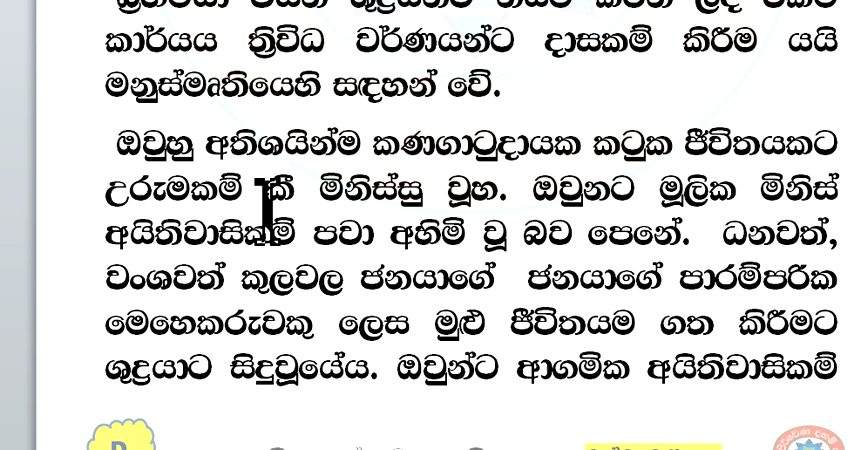 කාර්යය ත්‍රිවිධ වර්ණයන්ට දාසකම් කිරීම යයි
මනුස්මෘතියෙහි සඳහන් වේ.
ඔවුහු අතිශයින්ම කණගාටුදායක කටුක ජීවිතයකට
උරුමකම් කී මිනිස්සු වූහ. ඔවුනට මූලික මිනිස්
අයිතිවාසිකම් පවා අහිමි වූ බව පෙනේ. ධනවත්,
වංශවත් කුලවල ජනයාගේ ජනයාගේ පාරම්පරික
මෙහෙකරුවකු ලෙස මුළු ජීවිතයම ගත කිරීමට
ශුද්‍රයාට සිදුවූයේය. ඔවුන්ට ආගමික අයිතිවාසිකම්